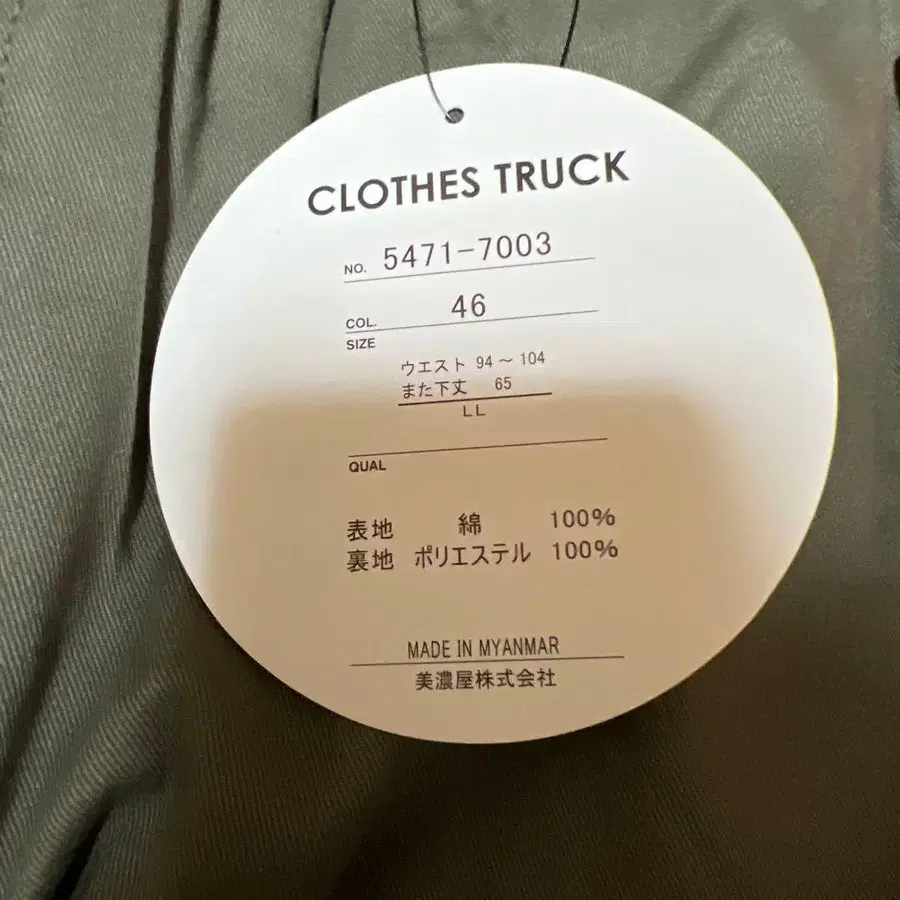 CLOTHES TRUCK
NO. 5471-7003
COL. 46
SIZE
ウエスト 94～104
また下丈 65
LL
QUAL
表地 綿 100%
裏地 ポリエステル 100%
MADE IN MYANMAR
美濃屋株式会社